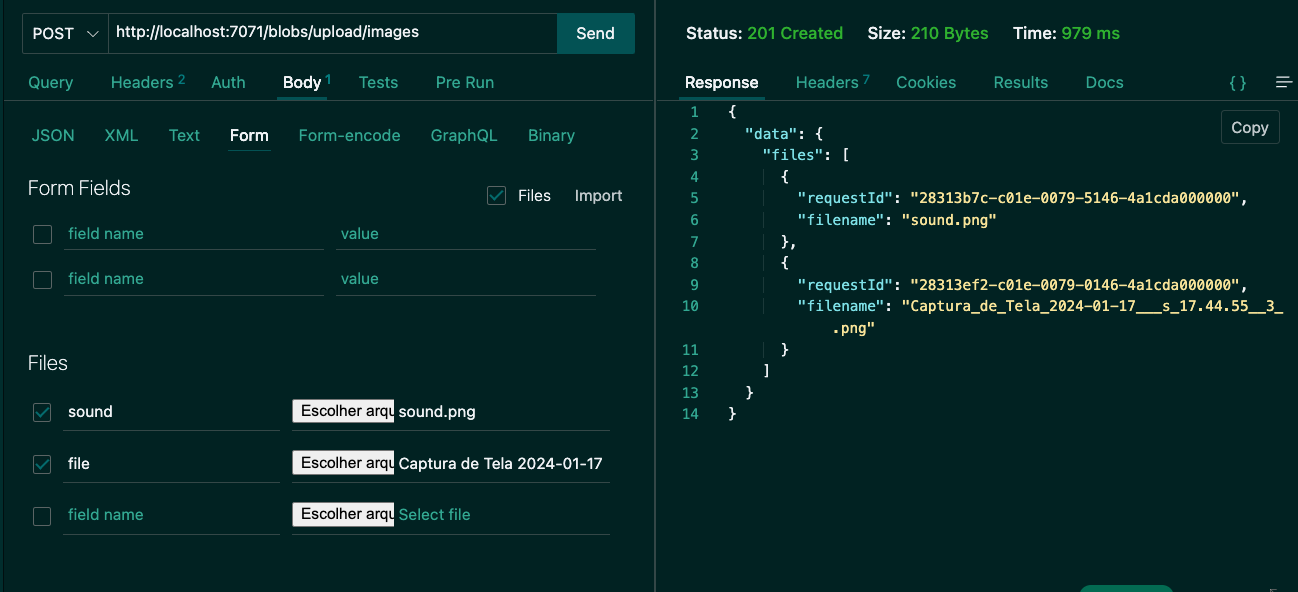 POST http://localhost:7071/blobs/upload/images Send
Query Headers 2 Auth Body 1 Tests Pre Run
JSON XML Text Form Form-encode GraphQL Binary
Form Fields
Files Import
field name value
field name value
Files
sound Escolher arqu sound.png
file Escolher arqu Captura de Tela 2024-01-17
field name Escolher arqu Select file
Status: 201 Created Size: 210 Bytes Time: 979 ms
Response Headers 7 Cookies Results Docs { }
Copy
1 {
2 "data": {
3 "files": [
4 {
5 "requestId": "28313b7c-c01e-0079-5146-4a1cda000000",
6 "filename": "sound.png"
7 },
8 {
9 "requestId": "28313ef2-c01e-0079-0146-4a1cda000000",
10 "filename": "Captura_de_Tela_2024-01-17___s_17.44.55__3_
.png"
11 }
12 ]
13 }
14 }